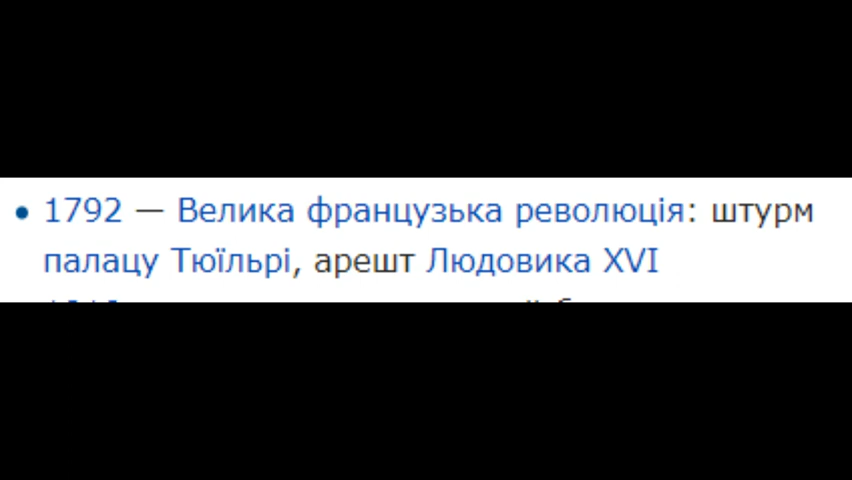 • 1792 — Велика французька революція: штурм
палацу Тюїльрі, арешт Людовика XVI